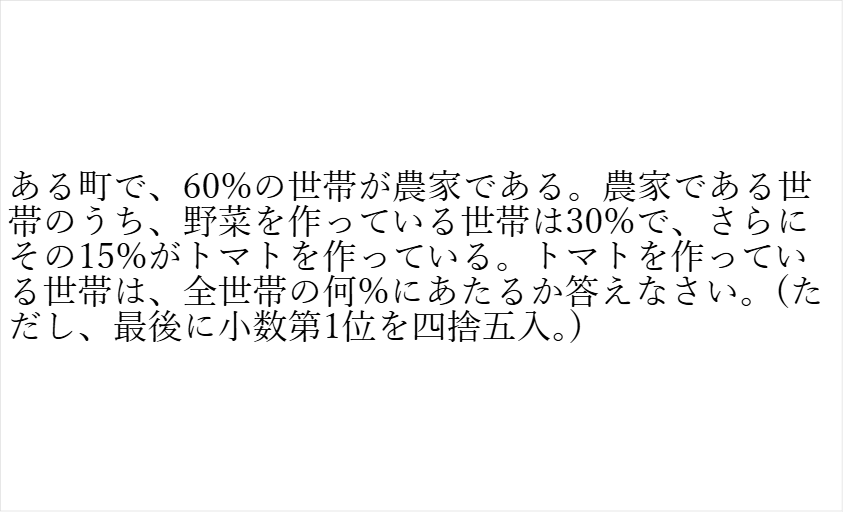 ある町で、60%の世帯が農家である。農家である世
帯のうち、野菜を作っている世帯は30%で、さらに
その15%がトマトを作っている。トマトを作ってい
る世帯は、全世帯の何%にあたるか答えなさい。(た
だし、最後に小数第1位を四捨五入。)